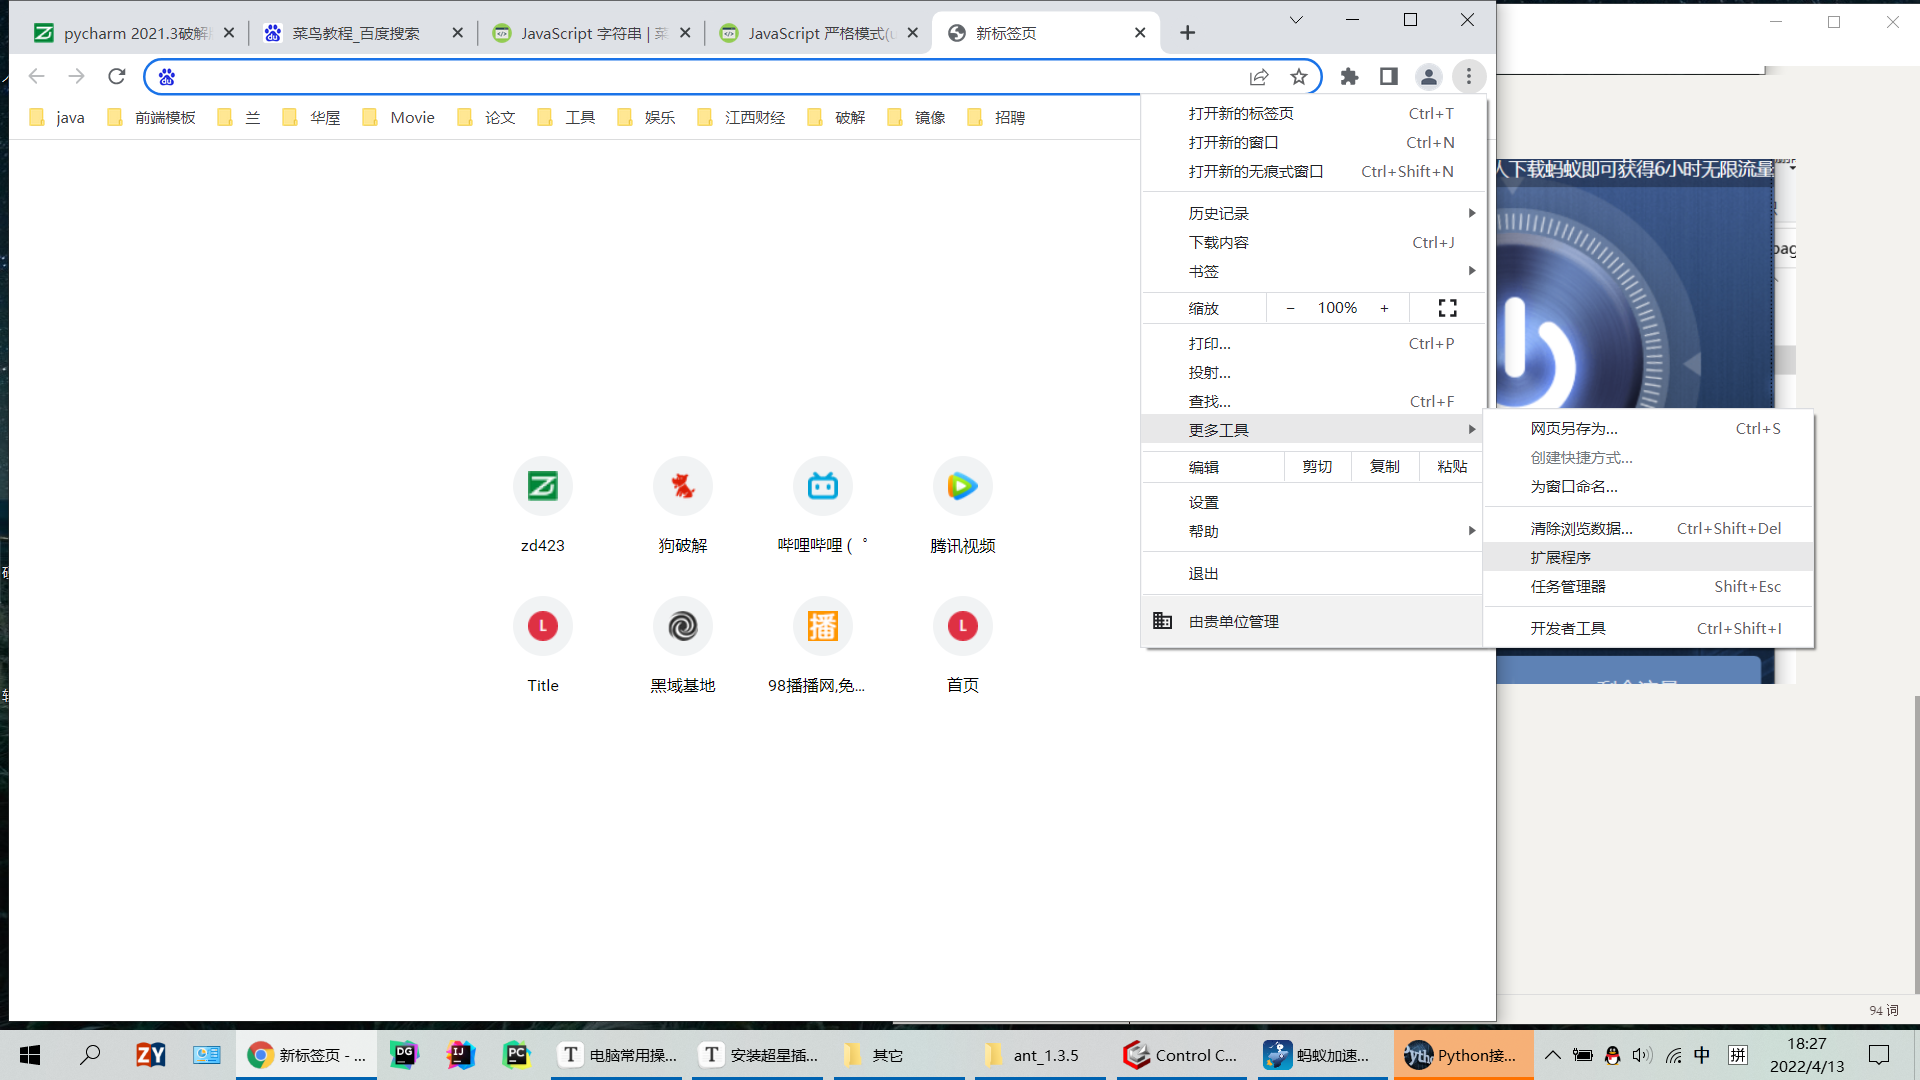 pycharm 2021.3破解
菜鸟教程_百度搜索
JavaScript 字符串 | 菜
JavaScript 严格模式(u
新标签页
java
前端模板
兰
华屋
Movie
论文
工具
娱乐
江西财经
破解
镜像
招聘
打开新的标签页 Ctrl+T
打开新的窗口 Ctrl+N
打开新的无痕式窗口 Ctrl+Shift+N
历史记录
下载内容 Ctrl+J
书签
缩放 − 100% +
打印... Ctrl+P
投射...
查找... Ctrl+F
更多工具
编辑 剪切 复制 粘贴
设置
帮助
退出
由贵单位管理
网页另存为... Ctrl+S
创建快捷方式...
为窗口命名...
清除浏览数据... Ctrl+Shift+Del
扩展程序
任务管理器 Shift+Esc
开发者工具 Ctrl+Shift+I
人下载蚂蚁即可获得6小时无限流量
pag
zd423
狗破解
哔哩哔哩 ( ゜
腾讯视频
L
播
L
Title
黑域基地
98播播网,免...
首页
94 词
ZY
新标签页 - ...
DG
IJ
PC
T 电脑常用操...
T 安装超星插...
其它
ant_1.3.5
Control C...
蚂蚁加速...
Python接...
中
拼
18:27
2022/4/13